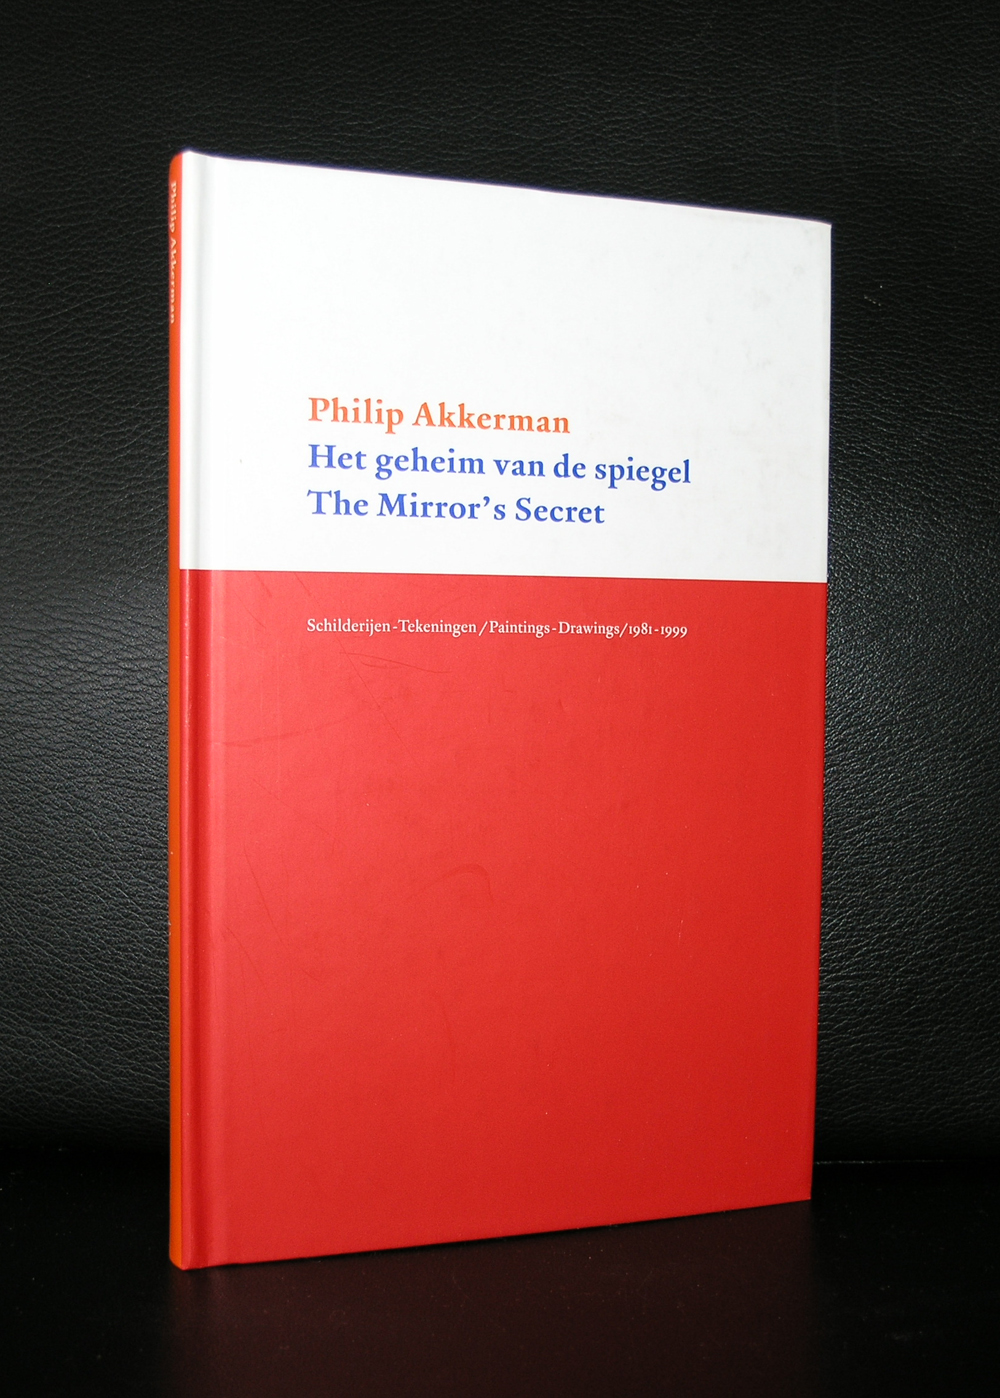 Philip Akkerman
Philip Akkerman
Het geheim van de spiegel
The Mirror's Secret
Schilderijen-Tekeningen / Paintings-Drawings/1981-1999